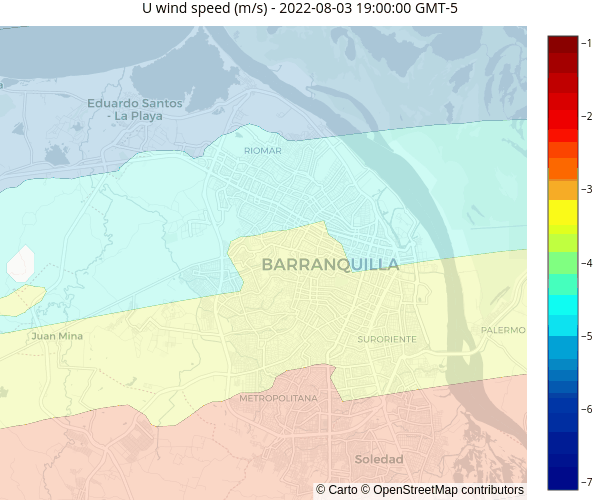 U wind speed (m/s) - 2022-08-03 19:00:00 GMT-5
−1
Eduardo Santos
- La Playa
−2
RIOMAR
−3
BARRANQUILLA
−4
Juan Mina
SURORIENTE
PALERMO
−5
METROPOLITANA
−6
Soledad
−7
© Carto © OpenStreetMap contributors